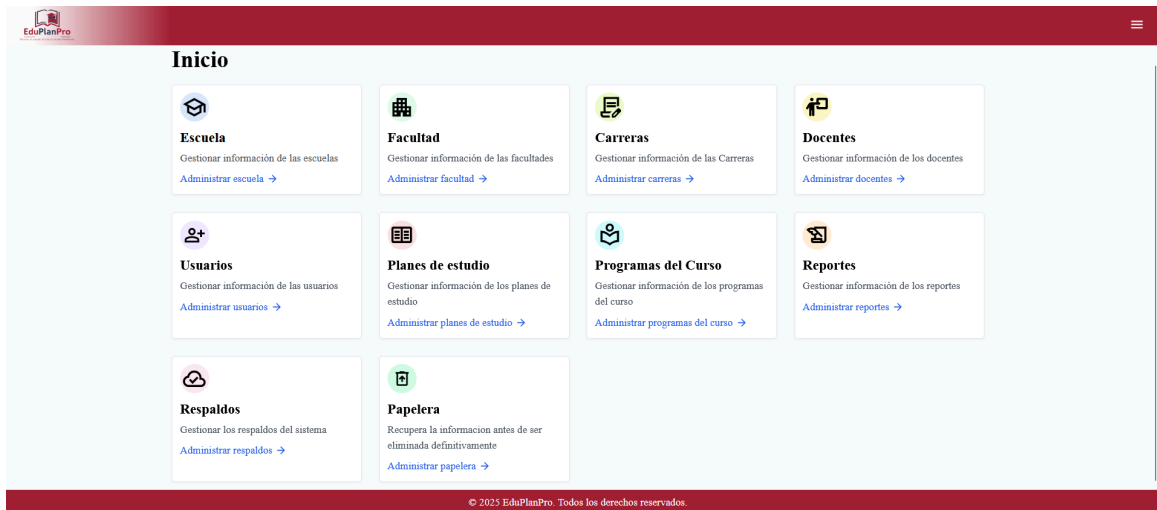 EduPlanPro
Inicio
Escuela
Gestionar información de las escuelas
Administrar escuela →
Facultad
Gestionar información de las facultades
Administrar facultad →
Carreras
Gestionar información de las Carreras
Administrar carreras →
Docentes
Gestionar información de los docentes
Administrar docentes →
Usuarios
Gestionar información de las usuarios
Administrar usuarios →
Planes de estudio
Gestionar información de los planes de
estudio
Administrar planes de estudio →
Programas del Curso
Gestionar información de los programas
del curso
Administrar programas del curso →
Reportes
Gestionar información de los reportes
Administrar reportes →
Respaldos
Gestionar los respaldos del sistema
Administrar respaldos →
Papelera
Recupera la informacion antes de ser
eliminada definitivamente
Administrar papelera →
© 2025 EduPlanPro. Todos los derechos reservados.